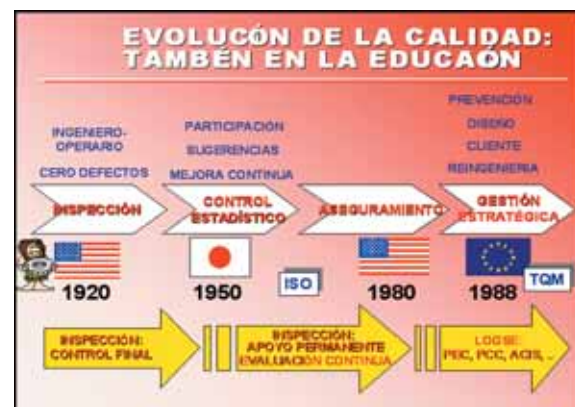 EVOLUCÓN DE LA CALIDAD:
TAMBÉN EN LA EDUCAÓN
INGENIERO-
OPERARIO
CERO DEFECTOS
PARTICIPACIÓN
SUGERENCIAS
MEJORA CONTINUA
PREVENCIÓN
DISEÑO
CLIENTE
REINGENIERIA
INSPECCIÓN
CONTROL
ESTADÍSTICO
ASEGURAMIENTO
GESTIÓN
ESTRATÉGICA
ISO
TQM
1920
1950
1980
1988
INSPECCIÓN:
CONTROL FINAL
INSPECCIÓN:
APOYO PERMANENTE
EVALUACIÓN CONTINUA
LOGSE:
PEC, PCC, ACIS, ..